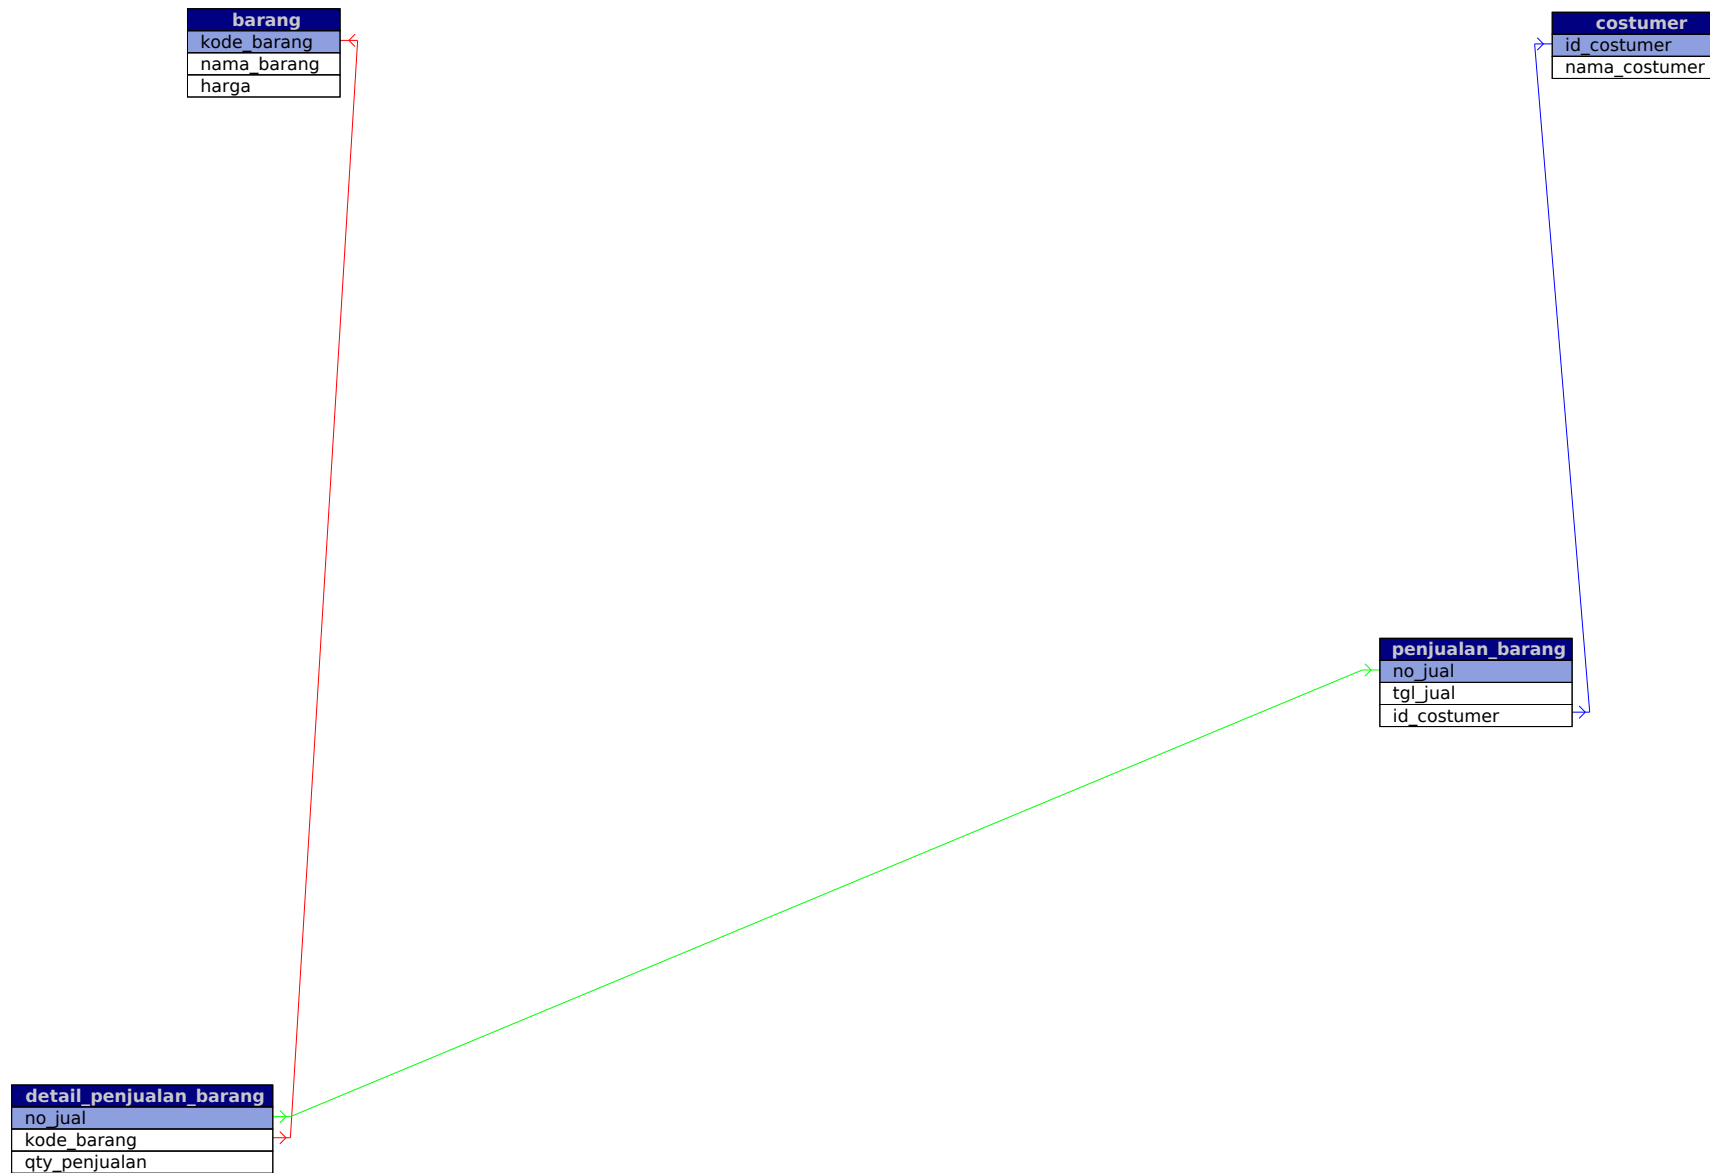 barang
kode_barang
nama_barang
harga
costumer
id_costumer
nama_costumer
penjualan_barang
no_jual
tgl_jual
id_costumer
detail_penjualan_barang
no_jual
kode_barang
qty_penjualan